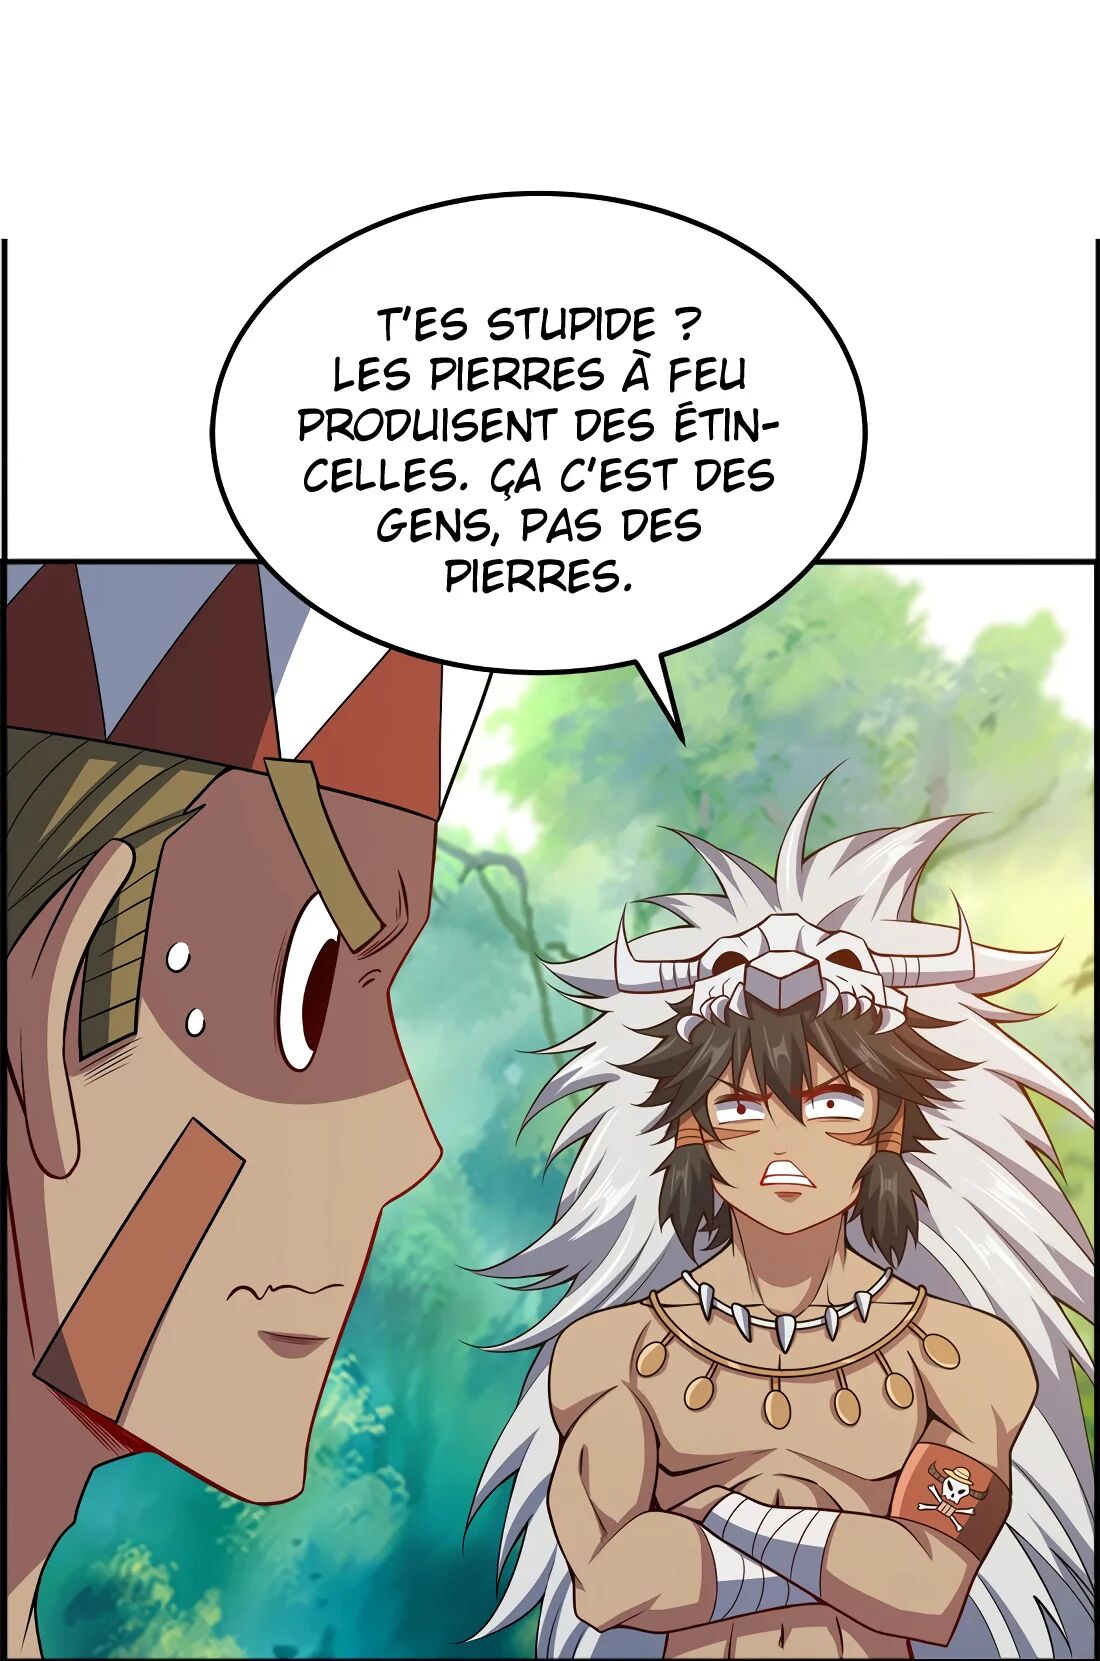 T'ES STUPIDE ?
LES PIERRES À FEU
PRODUISENT DES ÉTIN-
CELLES. ÇA C'EST DES
GENS, PAS DES
PIERRES.